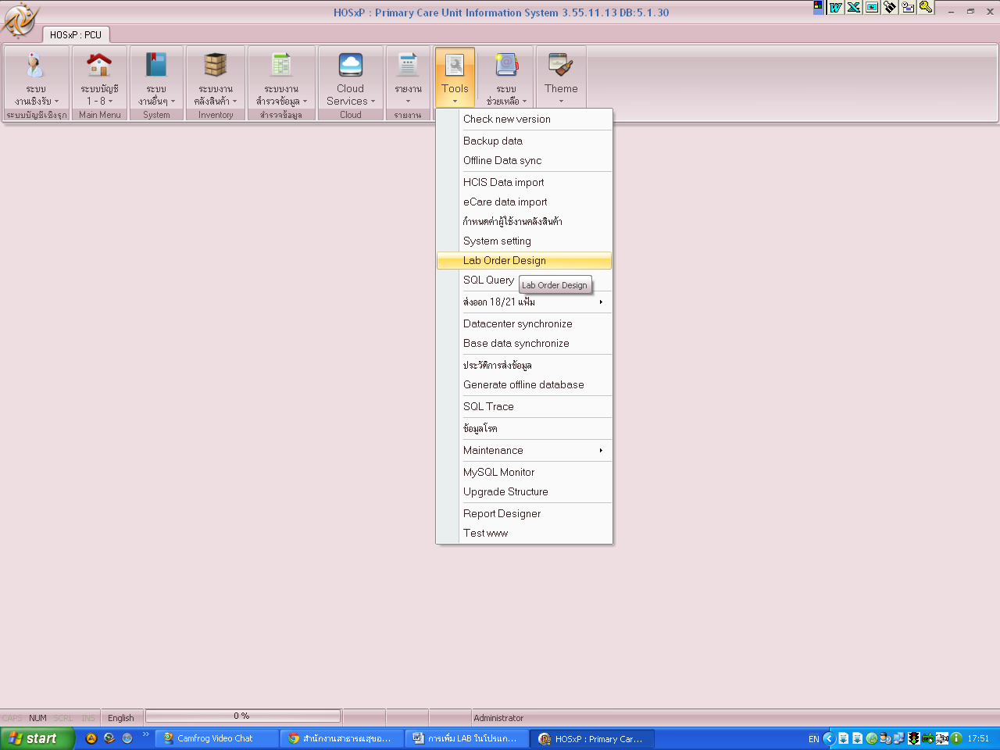 HOSxP : Primary Care Unit Information System 3.55.11.13 DB:5.1.30
HOSxP : PCU
ระบบ
งานเชิงรับ
ระบบบัญชีเชิงรุก
ระบบบัญชี
1 - 8
Main Menu
ระบบ
งานอื่นๆ
System
ระบบงาน
คลังสินค้า
Inventory
ระบบงาน
สำรวจข้อมูล
สำรวจข้อมูล
Cloud
Services
Cloud
รายงาน
รายงาน
Tools
ระบบ
ช่วยเหลือ
Theme
Check new version
Backup data
Offline Data sync
HCIS Data import
eCare data import
กำหนดค่าผู้ใช้งานคลังสินค้า
System setting
Lab Order Design
SQL Query
Lab Order Design
ส่งออก 18/21 แฟ้ม
Datacenter synchronize
Base data synchronize
ประวัติการส่งข้อมูล
Generate offline database
SQL Trace
ข้อมูลโรค
Maintenance
MySQL Monitor
Upgrade Structure
Report Designer
Test www
CAPS NUM SCRL INS English 0 % Administrator
start Camfrog Video Chat สำนักงานสาธารณสุขอ... การเพิ่ม LAB ในโปรแก... HOSxP : Primary Car... EN 17:51